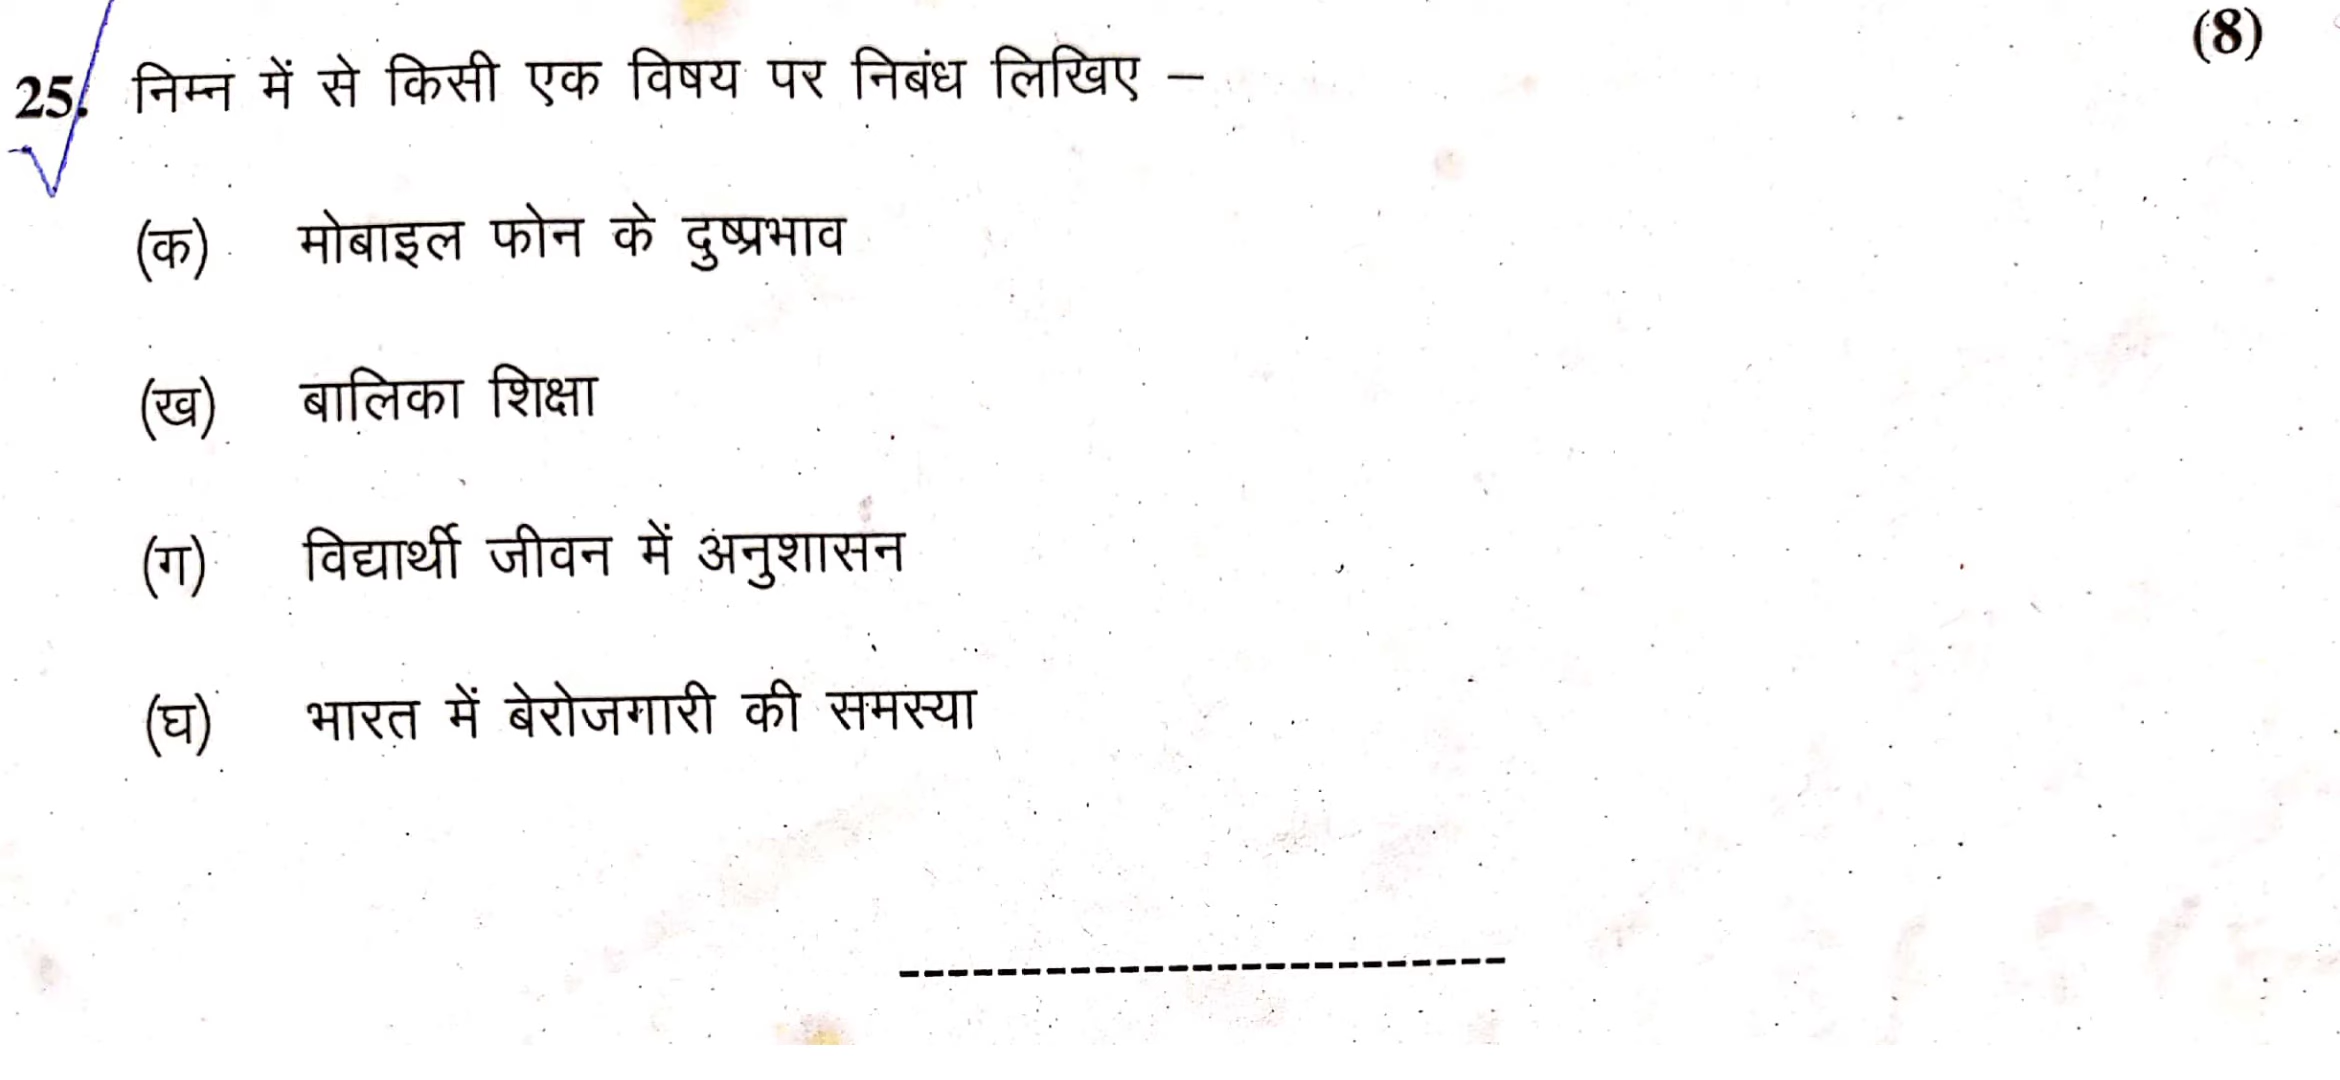 (8)
25. निम्न में से किसी एक विषय पर निबंध लिखिए –
(क) मोबाइल फोन के दुष्प्रभाव
(ख) बालिका शिक्षा
(ग) विद्यार्थी जीवन में अनुशासन
(घ) भारत में बेरोजगारी की समस्या